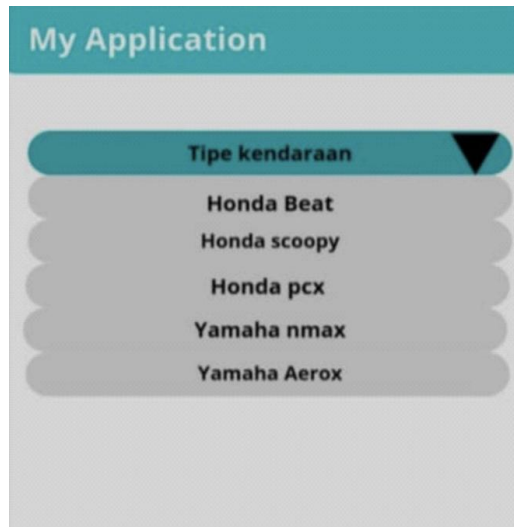 My Application
Tipe kendaraan
Honda Beat
Honda scoopy
Honda pcx
Yamaha nmax
Yamaha Aerox